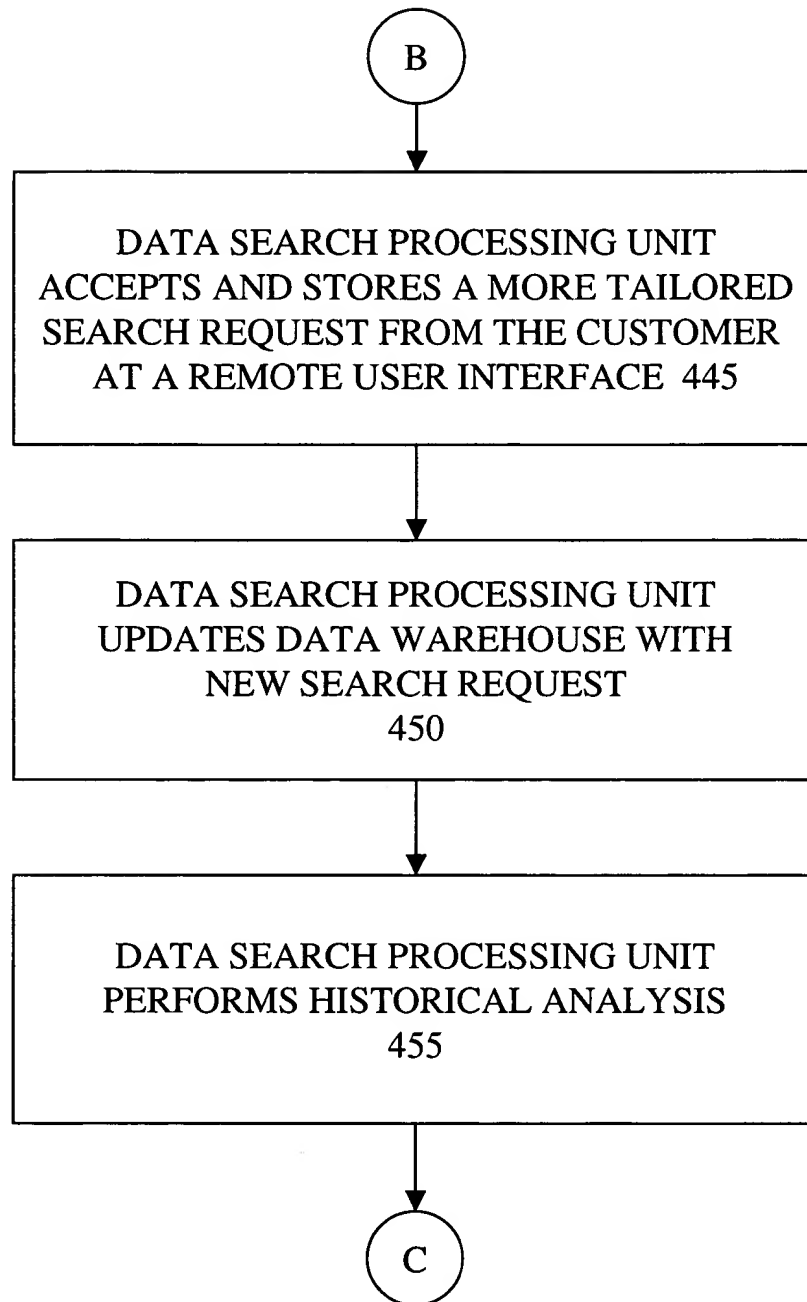 B
DATA SEARCH PROCESSING UNIT
ACCEPTS AND STORES A MORE TAILORED
SEARCH REQUEST FROM THE CUSTOMER
AT A REMOTE USER INTERFACE 445
DATA SEARCH PROCESSING UNIT
UPDATES DATA WAREHOUSE WITH
NEW SEARCH REQUEST
450
DATA SEARCH PROCESSING UNIT
PERFORMS HISTORICAL ANALYSIS
455
C